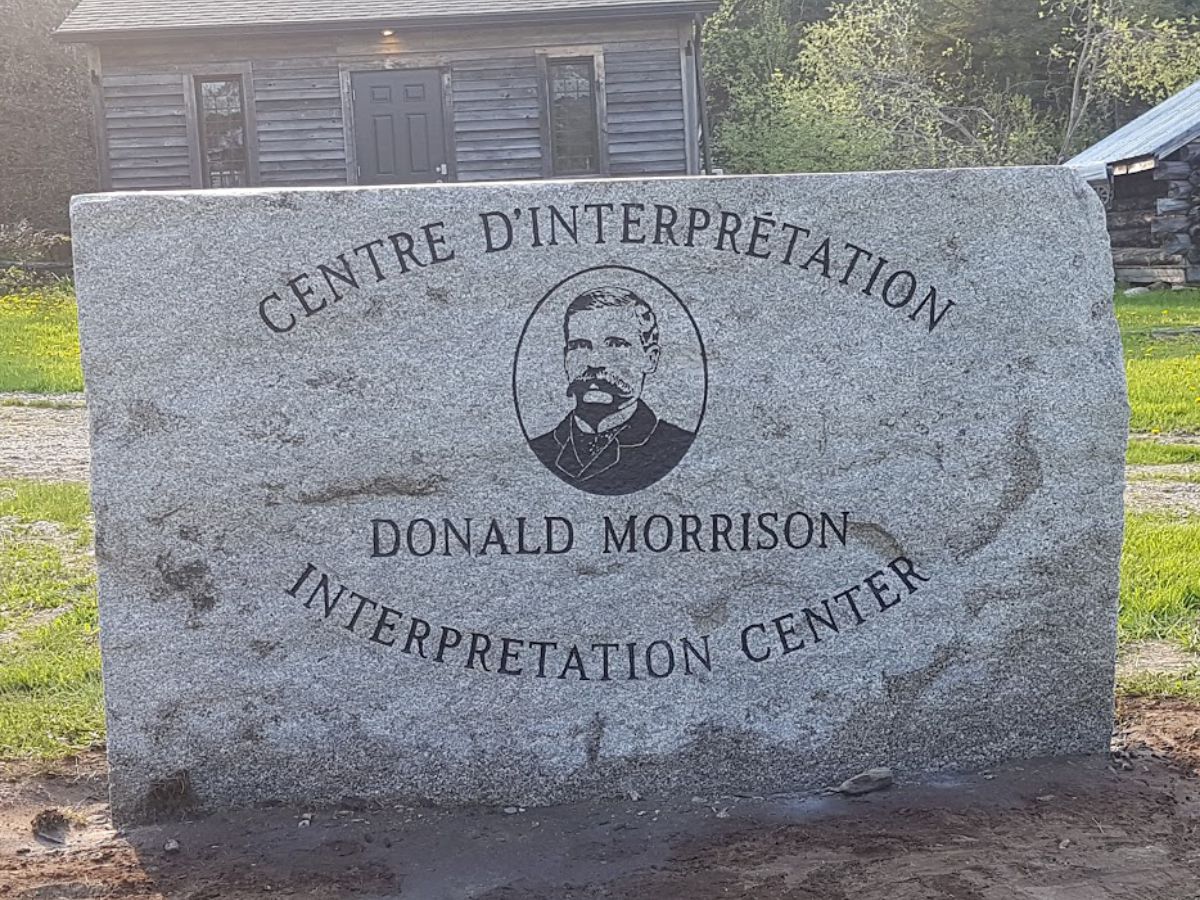 CENTRE D'INTERPRÉTATION
DONALD MORRISON
INTERPRETATION CENTER